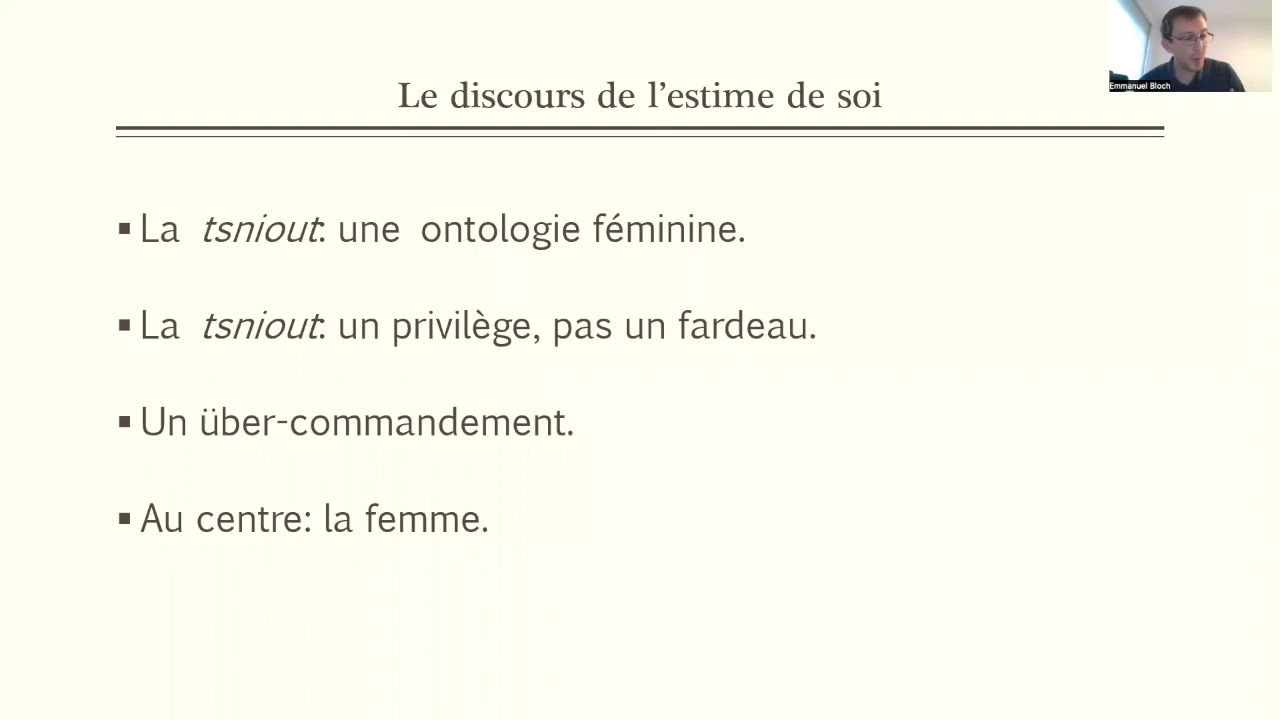 Le discours de l’estime de soi
Emmanuel Bloch
▪ La tsniout: une ontologie féminine.
▪ La tsniout: un privilège, pas un fardeau.
▪ Un über-commandement.
▪ Au centre: la femme.